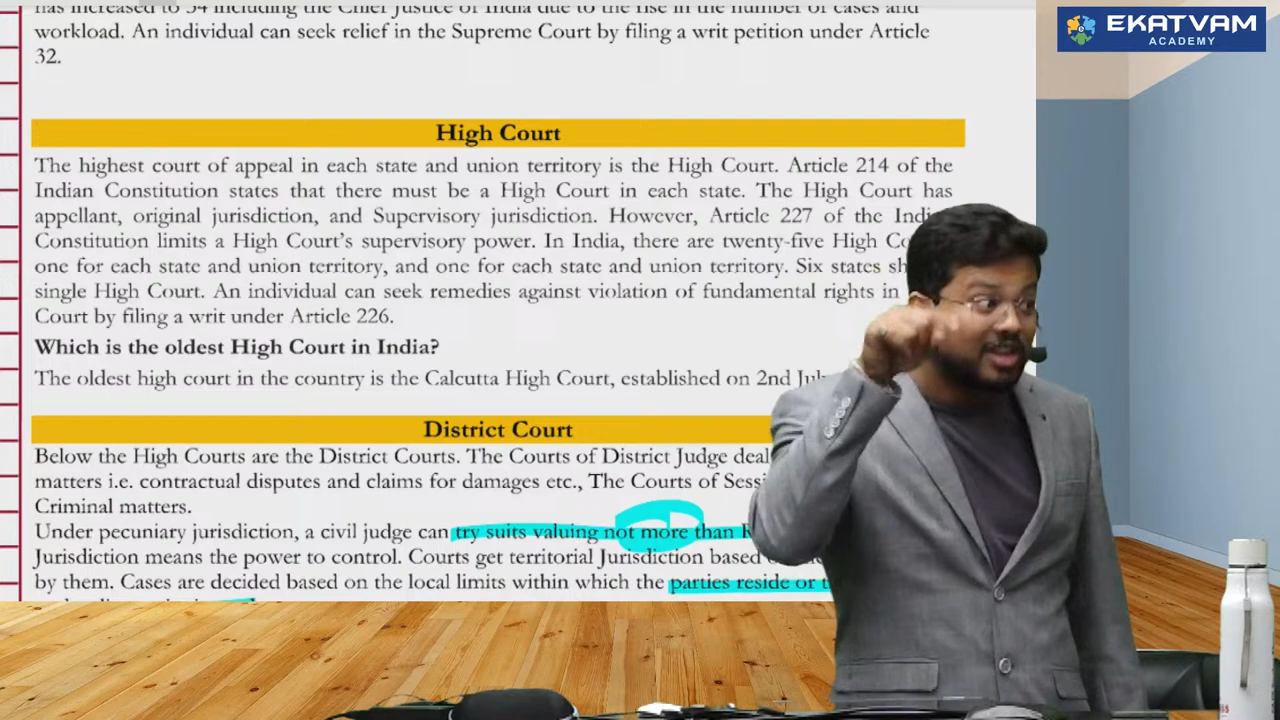 has increased to 34 including the Chief Justice of India due to the rise in the number of cases and
workload. An individual can seek relief in the Supreme Court by filing a writ petition under Article
32.
EKATVAM
ACADEMY
High Court
The highest court of appeal in each state and union territory is the High Court. Article 214 of the
Indian Constitution states that there must be a High Court in each state. The High Court has
appellant, original jurisdiction, and Supervisory jurisdiction. However, Article 227 of the
Constitution limits a High Court's supervisory power. In India, there are twenty-five High
one for each state and union territory, and one for each state and union territory. Six states
single High Court. An individual can seek remedies against violation of fundamental rights in
Court by filing a writ under Article 226.
Which is the oldest High Court in India?
The oldest high court in the country is the Calcutta High Court, established on 2nd
District Court
Below the High Courts are the District Courts. The Courts of District Judge deal
matters i.e. contractual disputes and claims for damages etc., The Courts of
Criminal matters.
Under pecuniary jurisdiction, a civil judge can try suits valuing not more than
Jurisdiction means the power to control. Courts get territorial Jurisdiction based
by them. Cases are decided based on the local limits within which the parties reside or